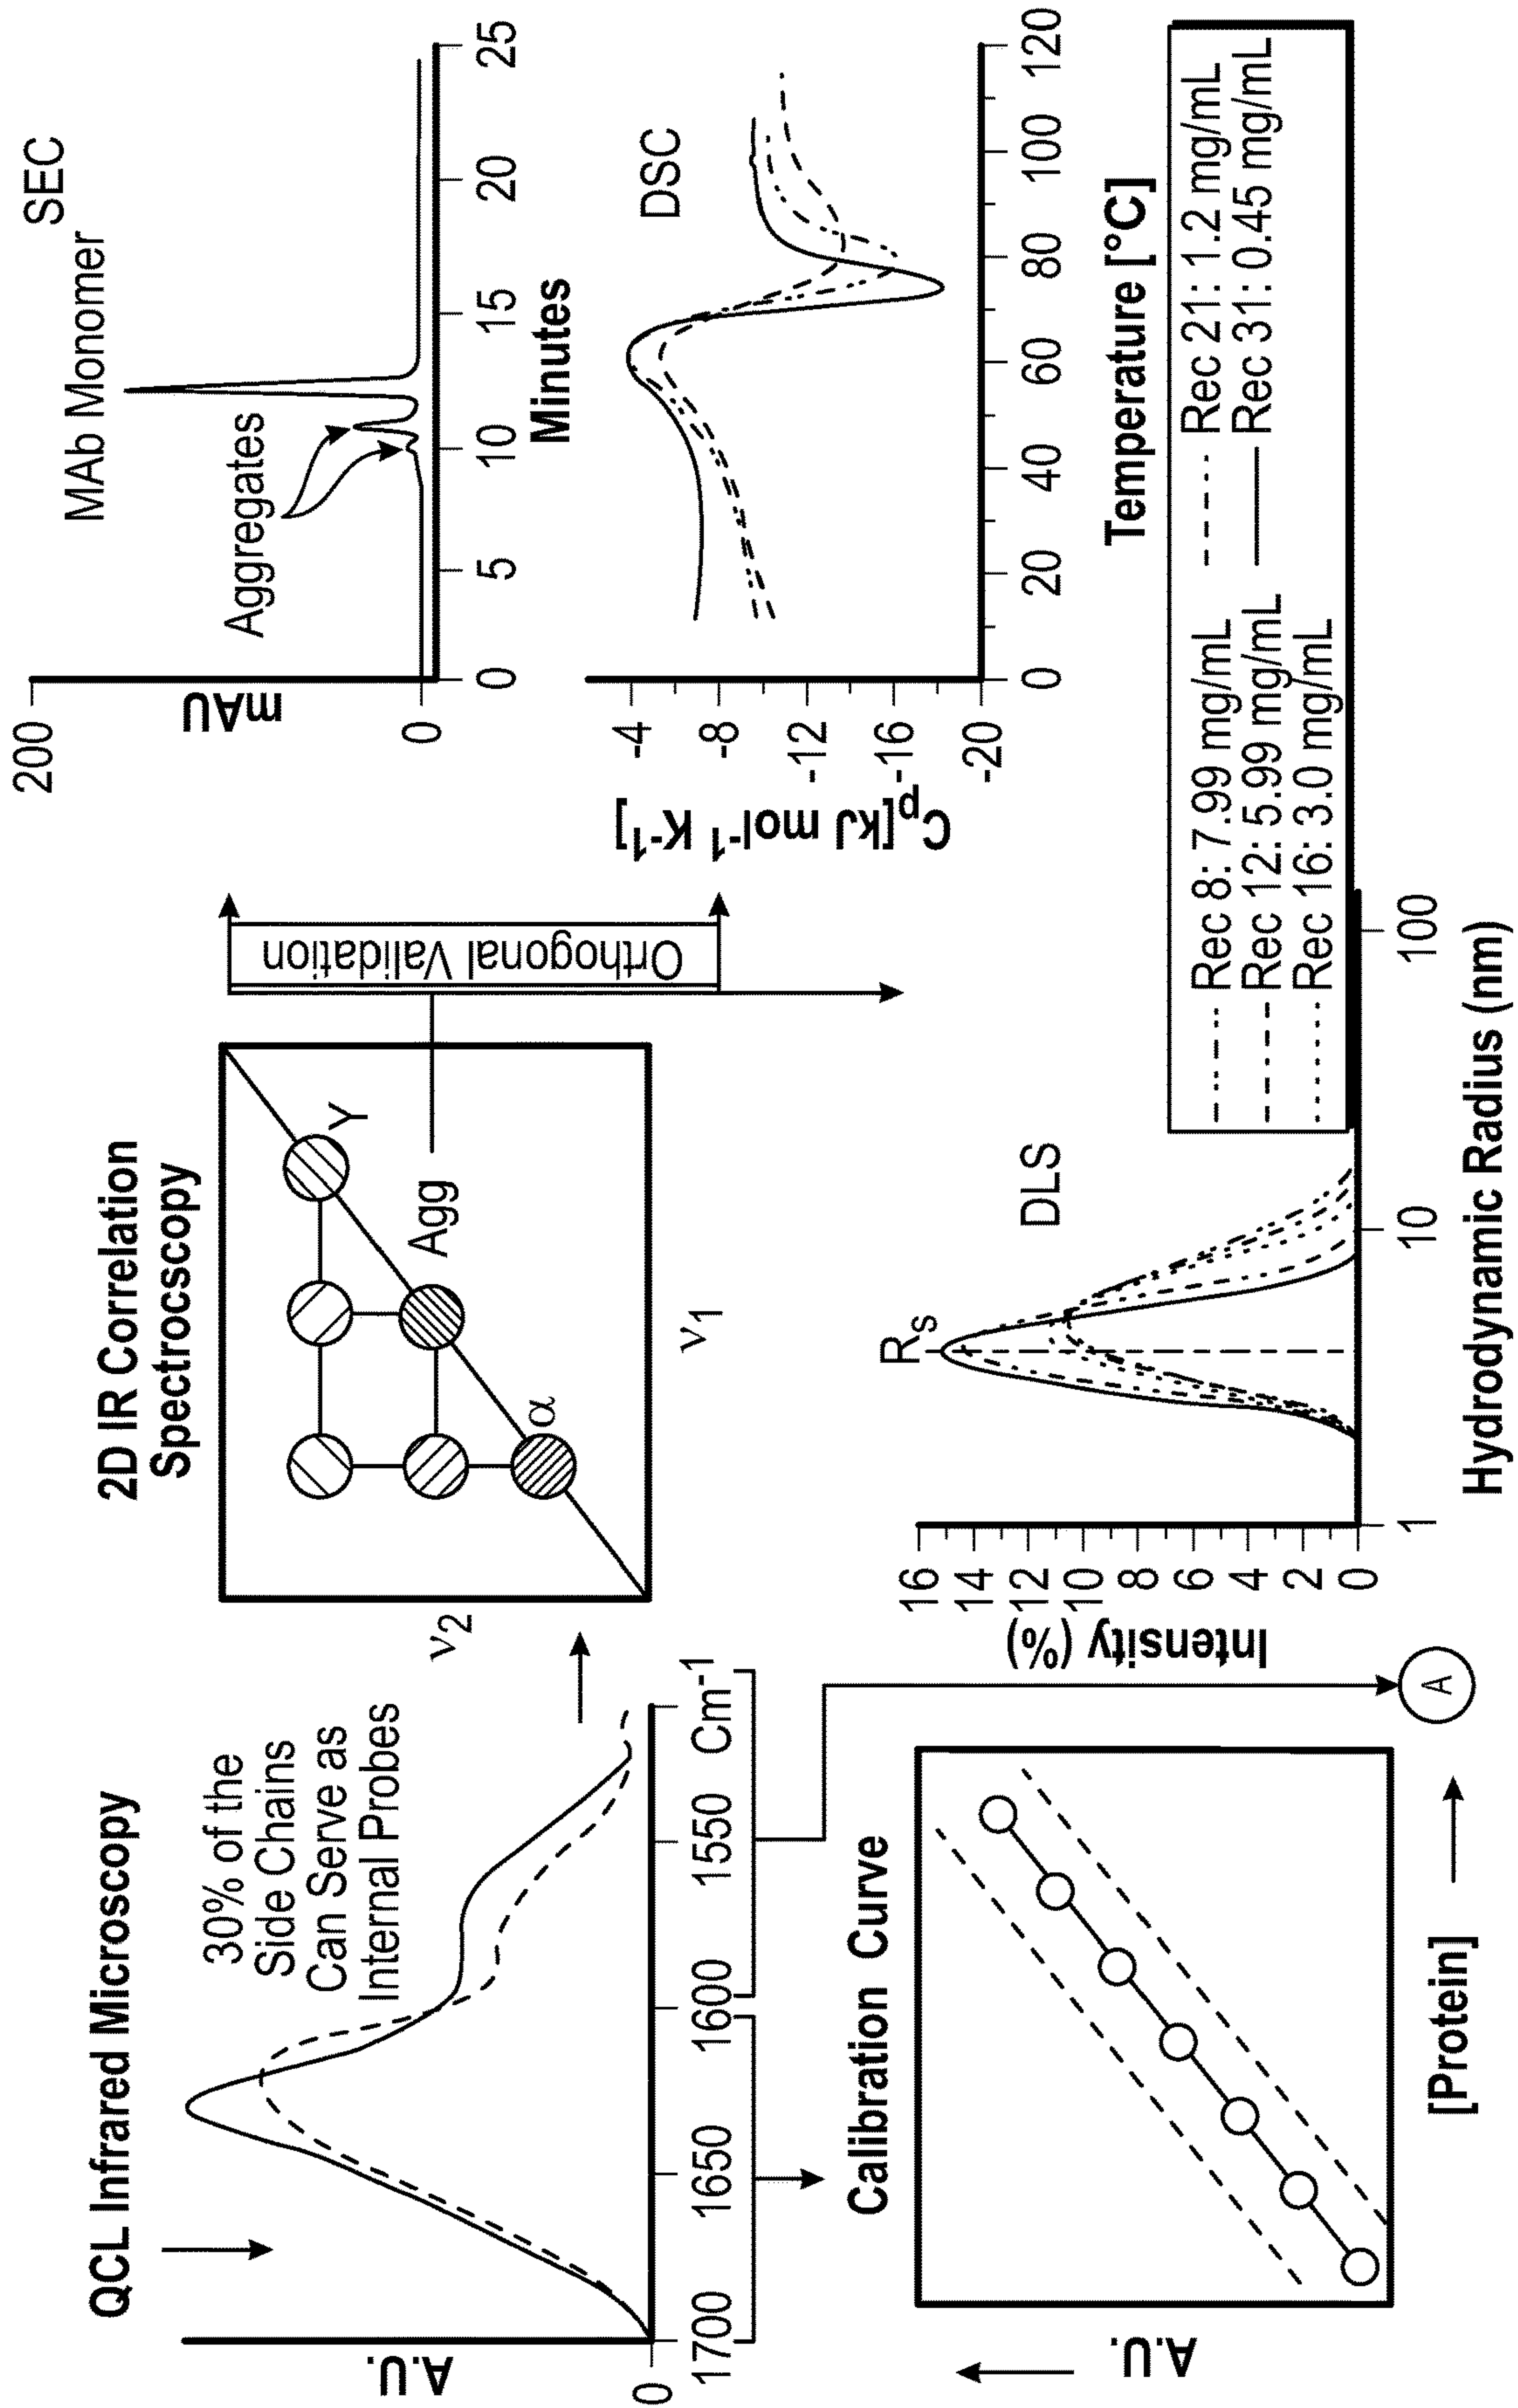 QCL Infrared Microscopy
30% of the
Side Chains
Can Serve as
Internal Probes
A.U.
0
1700
1650
1600
1550
Cm-1
2D IR Correlation
Spectrocscopy
ν2
ν1
α
Agg
Y
Orthogonal Validation
SEC
MAb Monomer
Aggregates
200
mAU
0
0
5
10
15
20
25
Minutes
DSC
-4
-8
-12
-16
-20
Cp[kJ mol-1 K-1]
0
20
40
60
80
100
120
Temperature [°C]
Calibration Curve
A.U.
[Protein]
A
DLS
Rs
16
14
12
10
8
6
4
2
0
Intensity (%)
1
10
100
Hydrodynamic Radius (nm)
Rec 8: 7.99 mg/mL
Rec 21: 1.2 mg/mL
Rec 12: 5.99 mg/mL
Rec 31: 0.45 mg/mL
Rec 16: 3.0 mg/mL